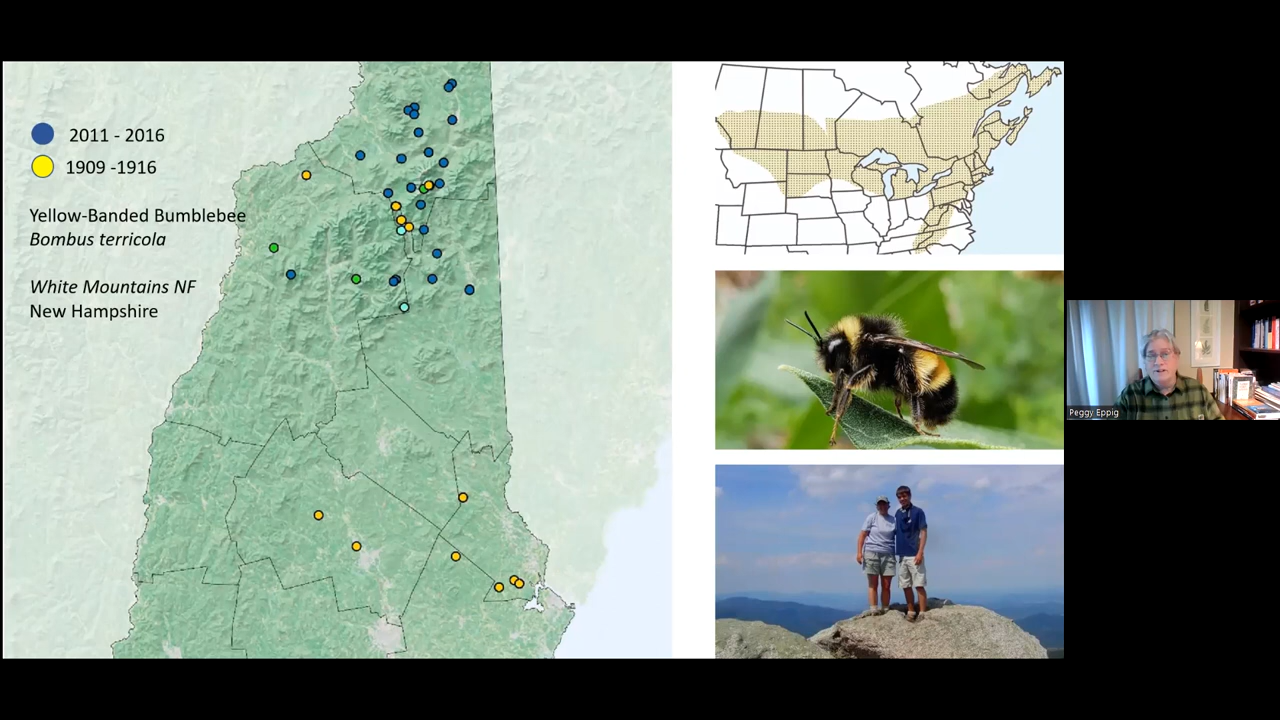 2011 - 2016
1909 -1916
Yellow-Banded Bumblebee
Bombus terricola
White Mountains NF
New Hampshire
Peggy Eppig